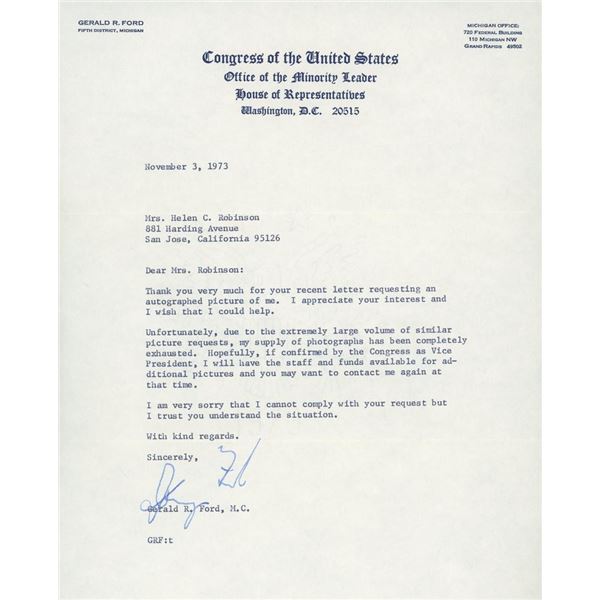 GERALD R. FORD
FIFTH DISTRICT, MICHIGAN
MICHIGAN OFFICE:
720 FEDERAL BUILDING
110 MICHIGAN NW
GRAND RAPIDS 49502
Congress of the United States
Office of the Minority Leader
House of Representatives
Washington, D.C. 20515
November 3, 1973
Mrs. Helen C. Robinson
881 Harding Avenue
San Jose, California 95126
Dear Mrs. Robinson:
Thank you very much for your recent letter requesting an
autographed picture of me. I appreciate your interest and
I wish that I could help.
Unfortunately, due to the extremely large volume of similar
picture requests, my supply of photographs has been completely
exhausted. Hopefully, if confirmed by the Congress as Vice
President, I will have the staff and funds available for ad-
ditional pictures and you may want to contact me again at
that time.
I am very sorry that I cannot comply with your request but
I trust you understand the situation.
With kind regards.
Sincerely,
Gerald R. Ford, M.C.
GRF:t